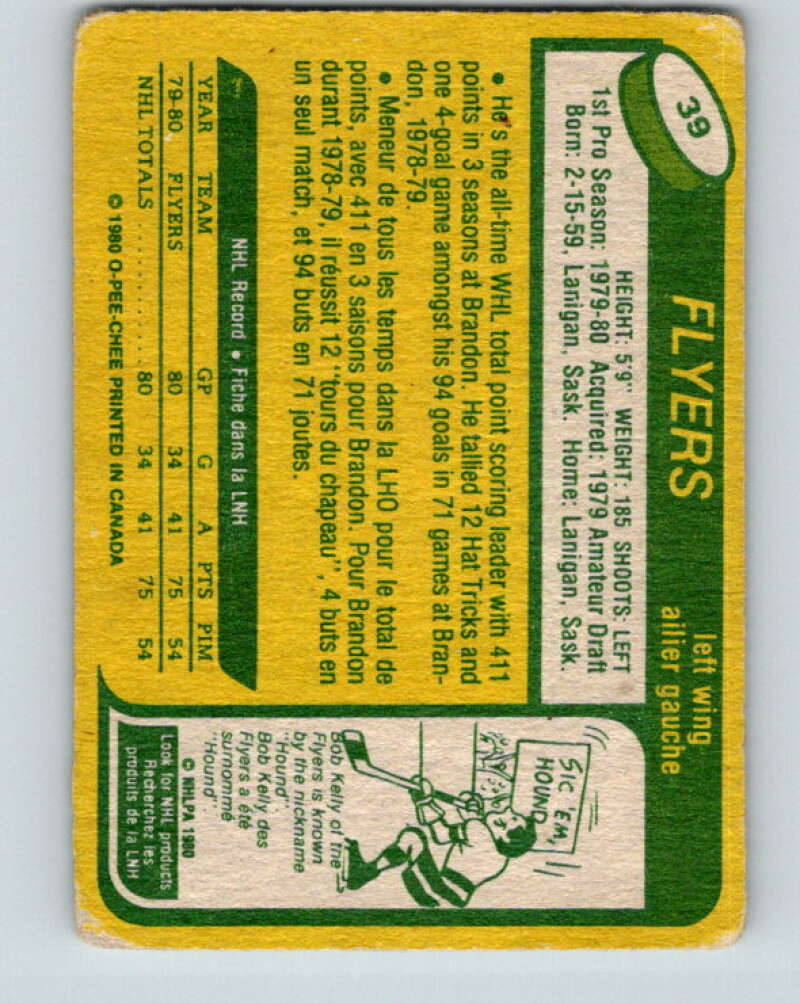 39
FLYERS
left wing
ailier gauche
HEIGHT: 5'9" WEIGHT: 185 SHOOTS: LEFT
1st Pro Season: 1979-80 Acquired: 1979 Amateur Draft
Born: 2-15-59, Lanigan, Sask. Home: Lanigan, Sask.
• He's the all-time WHL total point scoring leader with 411
points in 3 seasons at Brandon. He tallied 12 Hat Tricks and
one 4-goal game amongst his 94 goals in 71 games at Bran-
don, 1978-79.
• Meneur de tous les temps dans la LHO pour le total de
points, avec 411 en 3 saisons pour Brandon. Pour Brandon
durant 1978-79, il réussit 12 "tours du chapeau", 4 buts en
un seul match, et 94 buts en 71 joutes.
NHL Record • Fiche dans la LNH
YEAR TEAM GP G A PTS PIM
79-80 FLYERS 80 34 41 75 54
NHL TOTALS .......... 80 34 41 75 54
© 1980 O-PEE-CHEE PRINTED IN CANADA
SIC 'EM,
HOUND
Bob Kelly of the
Flyers is known
by the nickname
"Hound"
Bob Kelly des
Flyers a été
surnommé
"Hound"
© NHLPA 1980
Look for NHL products
Recherchez les
produits de la LNH